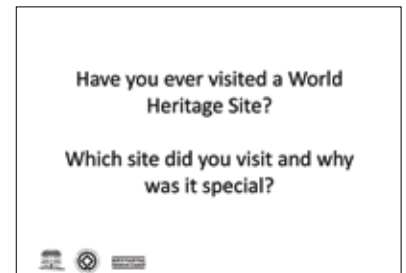 Have you ever visited a World
Heritage Site?
Which site did you visit and why
was it special?